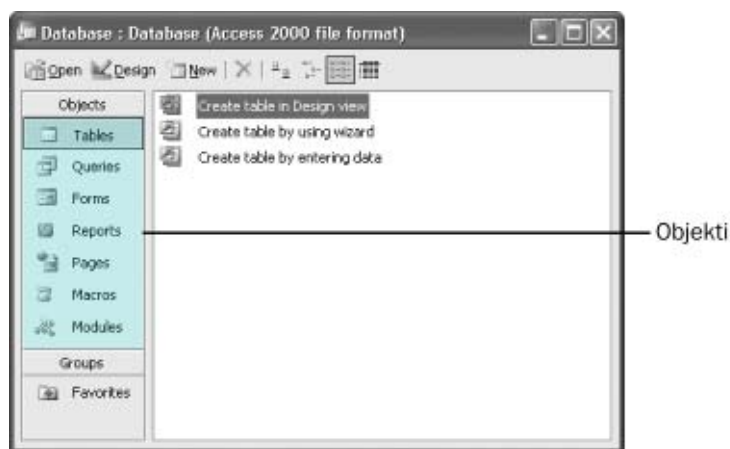 Database : Database (Access 2000 file format)
Open Design New
Objects
Tables
Queries
Forms
Reports
Pages
Macros
Modules
Groups
Favorites
Create table in Design view
Create table by using wizard
Create table by entering data
Objekti